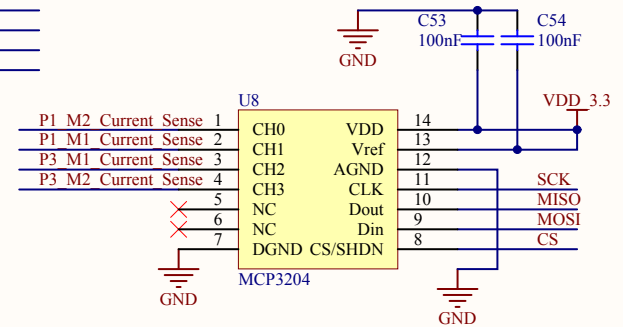 C53
100nF
C54
100nF
GND
U8
VDD_3.3
P1_M2_Current_Sense 1 CH0 VDD 14
P1_M1_Current_Sense 2 CH1 Vref 13
P3_M1_Current_Sense 3 CH2 AGND 12
P3_M2_Current_Sense 4 CH3 CLK 11 SCK
5 NC Dout 10 MISO
6 NC Din 9 MOSI
7 DGND CS/SHDN 8 CS
MCP3204
GND
GND